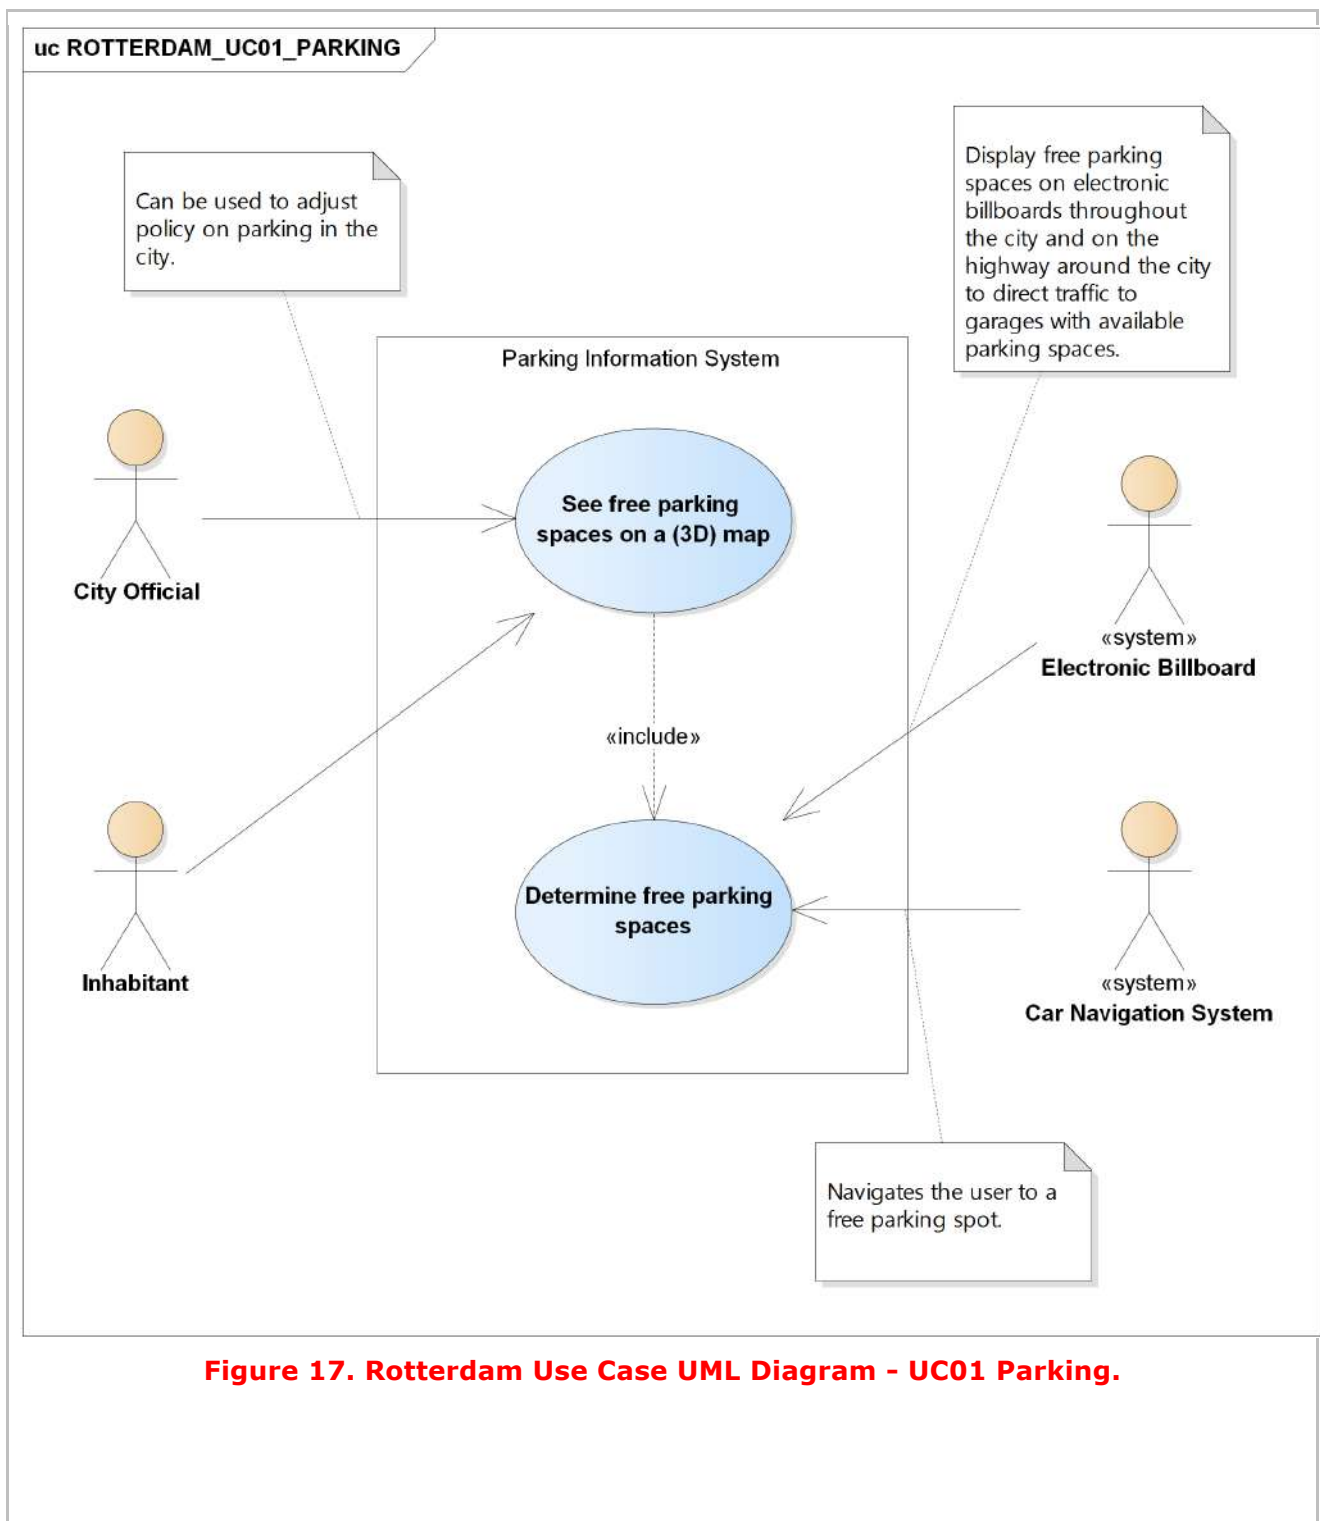 uc ROTTERDAM_UC01_PARKING
Can be used to adjust
policy on parking in the
city.
Display free parking
spaces on electronic
billboards throughout
the city and on the
highway around the city
to direct traffic to
garages with available
parking spaces.
Parking Information System
See free parking
spaces on a (3D) map
City Official
«system»
Electronic Billboard
«include»
Determine free parking
spaces
Inhabitant
«system»
Car Navigation System
Navigates the user to a
free parking spot.
Figure 17. Rotterdam Use Case UML Diagram - UC01 Parking.